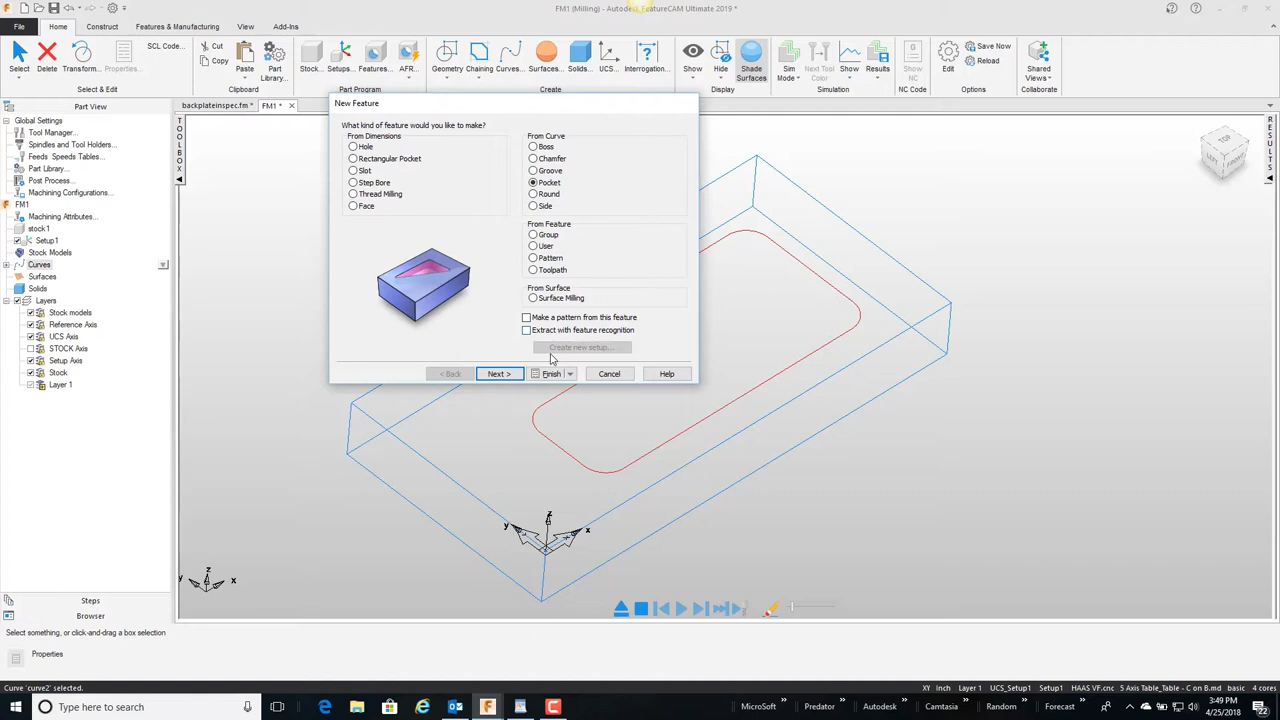 FM1 (Milling) - Autodesk FeatureCAM Ultimate 2019 *
File Home Construct Features & Manufacturing View Add-Ins
Select Delete Transform... Properties... SCL Code...
Cut
Copy
Paste Part Library...
Stock... Setups... Features... AFR...
Geometry Chaining Curves... Surfaces... Solids... UCS... Interrogation...
Show Hide Shade Surfaces
Sim Mode Next Tool Color Show Results
NC Code
Edit Save Now
Reload
Shared Views
Select & Edit Clipboard Part Program Create Display Simulation NC Code Options Collaborate
Part View
backplateinspec.fm * FM1 *
TOOLBOX
RESULTS
Global Settings
Tool Manager...
Spindles and Tool Holders...
Feeds Speeds Tables...
Part Library...
Post Process...
Machining Configurations...
FM1
Machining Attributes...
stock1
Setup1
Stock Models
Curves
Surfaces
Solids
Layers
Stock models
Reference Axis
UCS Axis
STOCK Axis
Setup Axis
Stock
Layer 1
New Feature
What kind of feature would you like to make?
From Dimensions
Hole
Rectangular Pocket
Slot
Step Bore
Thread Milling
Face
From Curve
Boss
Chamfer
Groove
Pocket
Round
Side
From Feature
Group
User
Pattern
Toolpath
From Surface
Surface Milling
Make a pattern from this feature
Extract with feature recognition
Create new setup...
< Back Next > Finish Cancel Help
z
y x
z
y x
Steps
Browser
Select something, or click-and-drag a box selection
Properties
Curve 'curve2' selected.
XY Inch Layer 1 UCS_Setup1 Setup1 HAAS VF.cnc 5 Axis Table_Table - C on B.md basic 4 cores
Type here to search
MicroSoft Predator Autodesk Camtasia Random Forecast
3:49 PM
4/25/2018
22